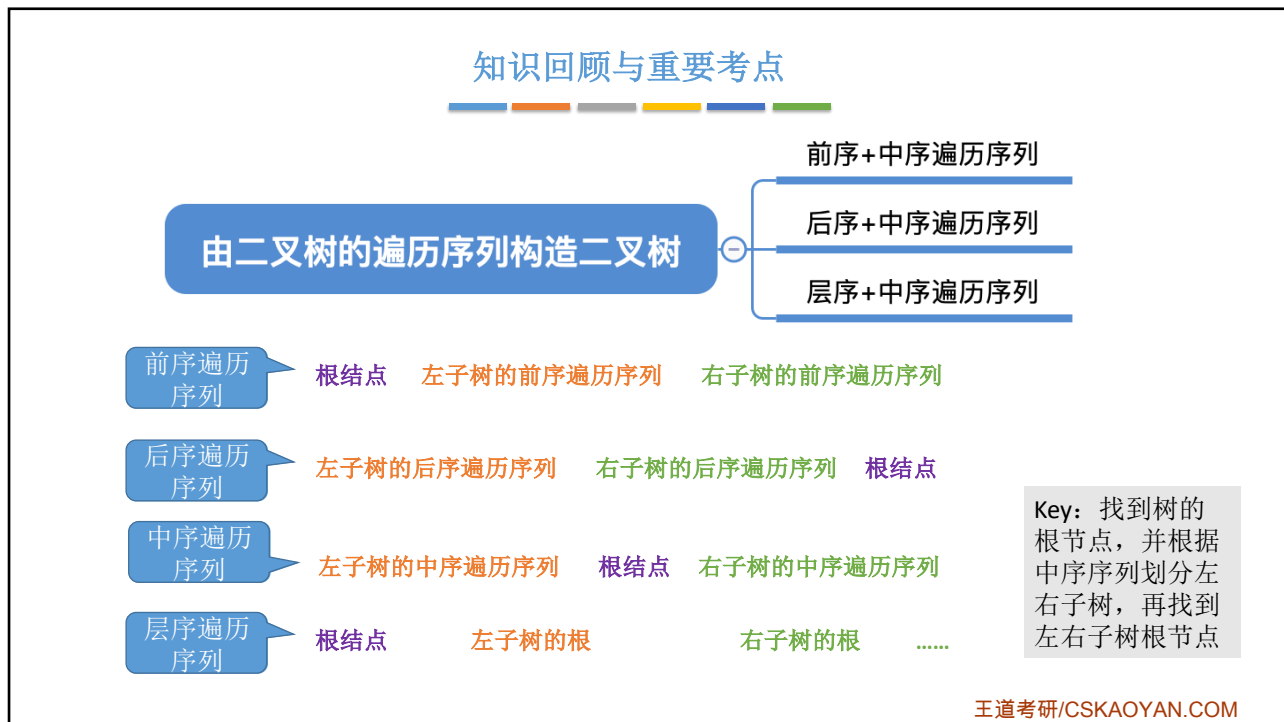 知识回顾与重要考点
前序+中序遍历序列
由二叉树的遍历序列构造二叉树
后序+中序遍历序列
层序+中序遍历序列
前序遍历
序列
根结点 左子树的前序遍历序列 右子树的前序遍历序列
后序遍历
序列
左子树的后序遍历序列 右子树的后序遍历序列 根结点
中序遍历
序列
左子树的中序遍历序列 根结点 右子树的中序遍历序列
层序遍历
序列
根结点 左子树的根 右子树的根 ……
Key：找到树的
根节点，并根据
中序序列划分左
右子树，再找到
左右子树根节点
王道考研/CSKAOYAN.COM